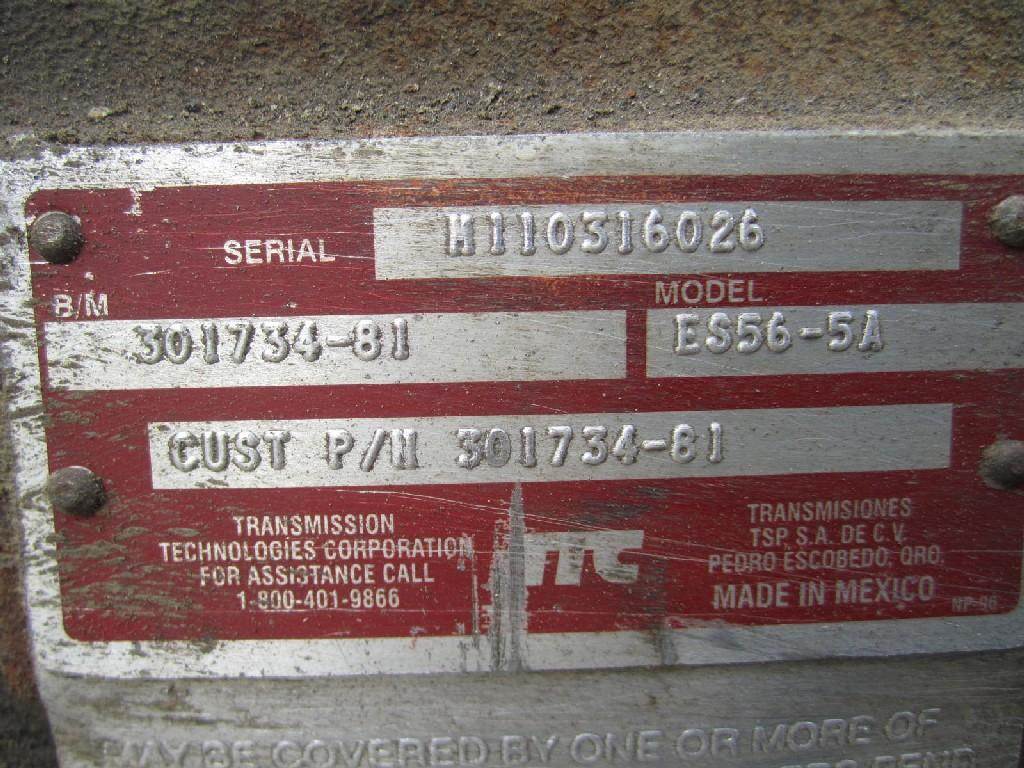 SERIAL M110316026
B/M MODEL
301734-81 ES56-5A
CUST P/N 301734-81
TRANSMISSION
TECHNOLOGIES CORPORATION
FOR ASSISTANCE CALL
1-800-401-9866
TTC
TRANSMISIONES
TSP, S.A. DE C.V.
PEDRO ESCOBEDO, QRO.
MADE IN MEXICO
NP-96
MAY BE COVERED BY ONE OR MORE OF